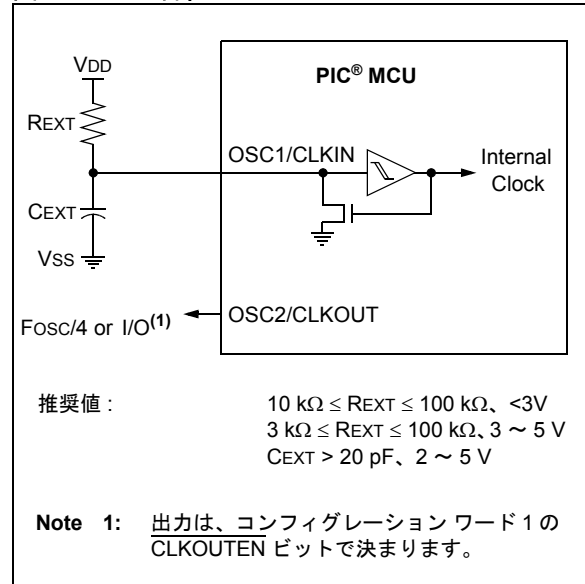 VDD
PIC® MCU
REXT
OSC1/CLKIN
Internal
Clock
CEXT
VSS
OSC2/CLKOUT
FOSC/4 or I/O(1)
推奨値 : 10 kΩ ≤ REXT ≤ 100 kΩ、<3V
3 kΩ ≤ REXT ≤ 100 kΩ、3 ~ 5 V
CEXT > 20 pF、2 ~ 5 V
Note 1: 出力は、コンフィグレーション ワード 1 の
CLKOUTEN ビットで決まります。